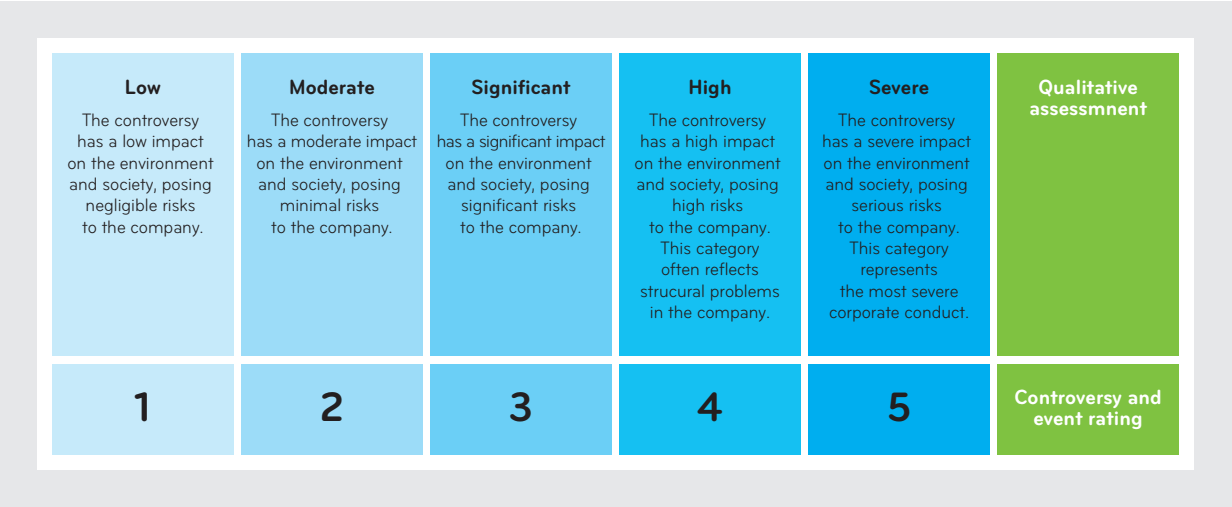 Low
The controversy
has a low impact
on the environment
and society, posing
negligible risks
to the company.
Moderate
The controversy
has a moderate impact
on the environment
and society, posing
minimal risks
to the company.
Significant
The controversy
has a significant impact
on the environment
and society, posing
significant risks
to the company.
High
The controversy
has a high impact
on the environment
and society, posing
high risks
to the company.
This category
often reflects
strucural problems
in the company.
Severe
The controversy
has a severe impact
on the environment
and society, posing
serious risks
to the company.
This category
represents
the most severe
corporate conduct.
Qualitative
assessmnent
1
2
3
4
5
Controversy and
event rating